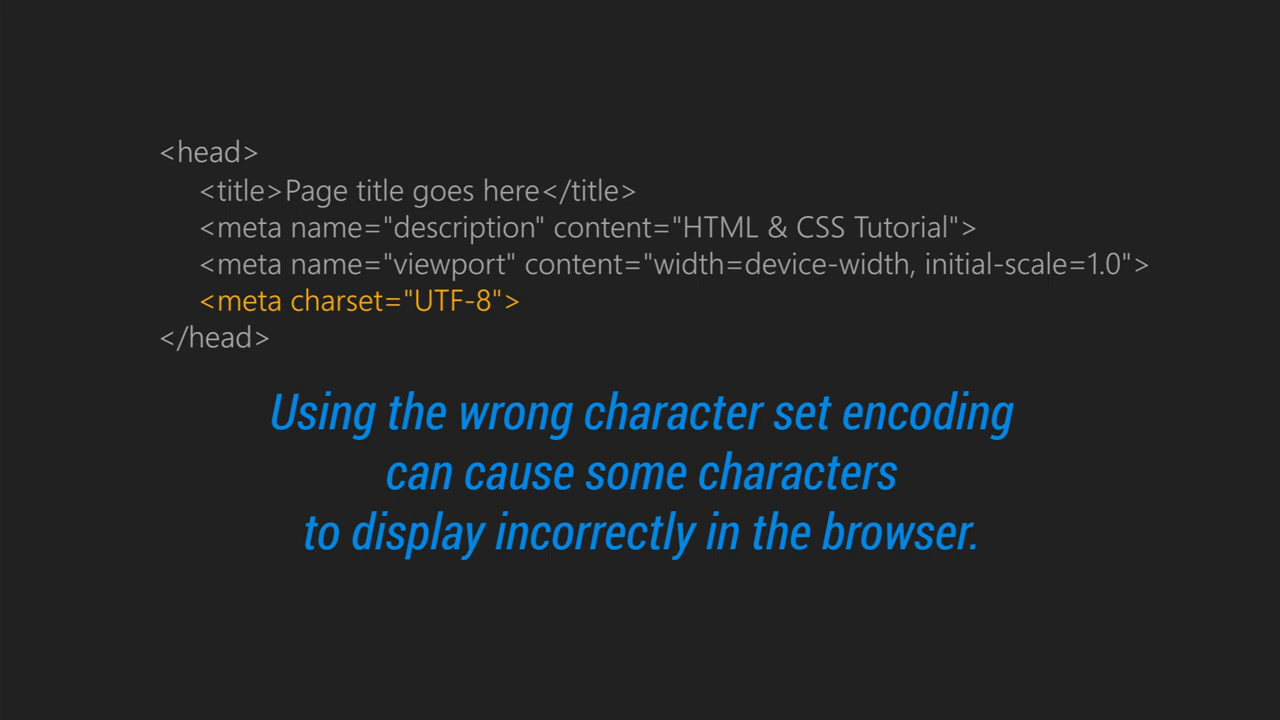 <head>
<title>Page title goes here</title>
<meta name="description" content="HTML & CSS Tutorial">
<meta name="viewport" content="width=device-width, initial-scale=1.0">
<meta charset="UTF-8">
</head>
Using the wrong character set encoding
can cause some characters
to display incorrectly in the browser.